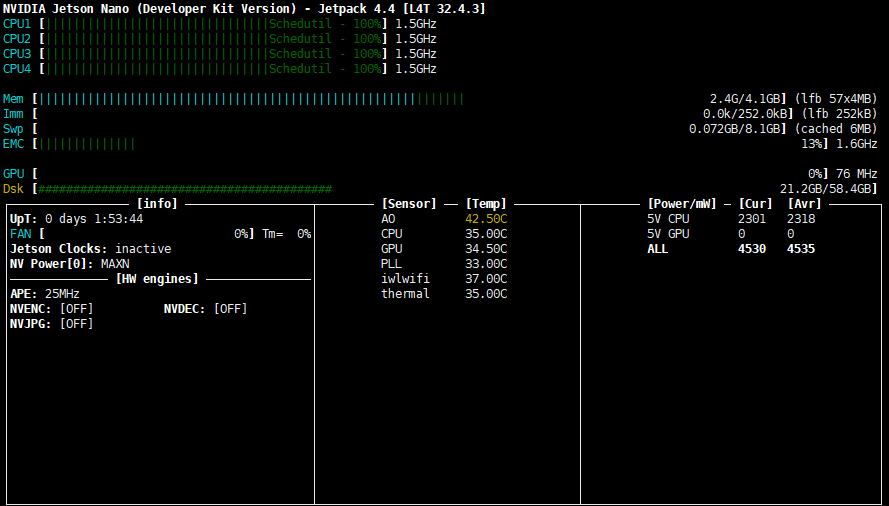 NVIDIA Jetson Nano (Developer Kit Version) - Jetpack 4.4 [L4T 32.4.3]
CPU1 [||||||||||||||||||||||||||||||||Schedutil - 100%] 1.5GHz
CPU2 [||||||||||||||||||||||||||||||||Schedutil - 100%] 1.5GHz
CPU3 [||||||||||||||||||||||||||||||||Schedutil - 100%] 1.5GHz
CPU4 [||||||||||||||||||||||||||||||||Schedutil - 100%] 1.5GHz
Mem [||||||||||||||||||||||||||||||||||||||||||||||||||||||||||||| 2.4G/4.1GB] (lfb 57x4MB)
Imm [ 0.0k/252.0kB] (lfb 252kB)
Swp [ 0.072GB/8.1GB] (cached 6MB)
EMC [|||||||||||||| 13%] 1.6GHz
GPU [ 0%] 76 MHz
Dsk [########################################## 21.2GB/58.4GB]
[info] [Sensor] [Temp] [Power/mW] [Cur] [Avr]
UpT: 0 days 1:53:44 AO 42.50C 5V CPU 2301 2318
FAN [ 0%] Tm= 0% CPU 35.00C 5V GPU 0 0
Jetson Clocks: inactive GPU 34.50C ALL 4530 4535
NV Power[0]: MAXN PLL 33.00C
[HW engines] iwlwifi 37.00C
APE: 25MHz thermal 35.00C
NVENC: [OFF] NVDEC: [OFF]
NVJPG: [OFF]